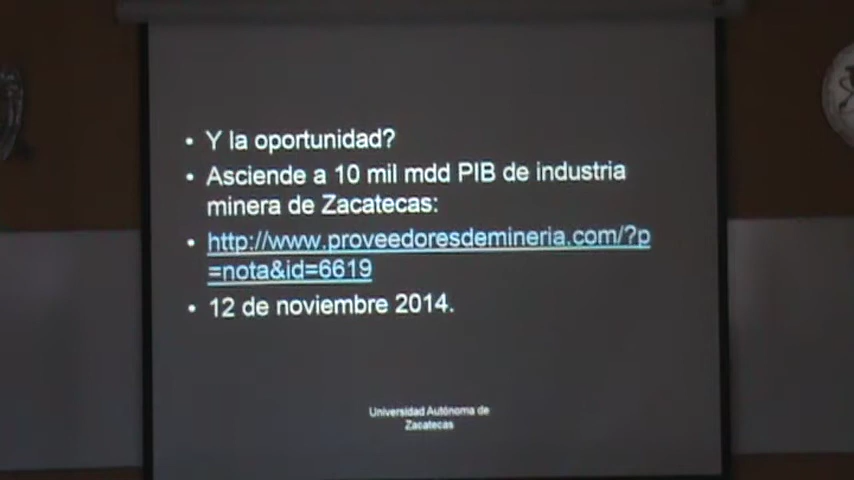 • Y la oportunidad?
• Asciende a 10 mil mdd PIB de industria
minera de Zacatecas:
• http://www.proveedoresdemineria.com/?p
=nota&id=6619
• 12 de noviembre 2014.
Universidad Autónoma de
Zacatecas